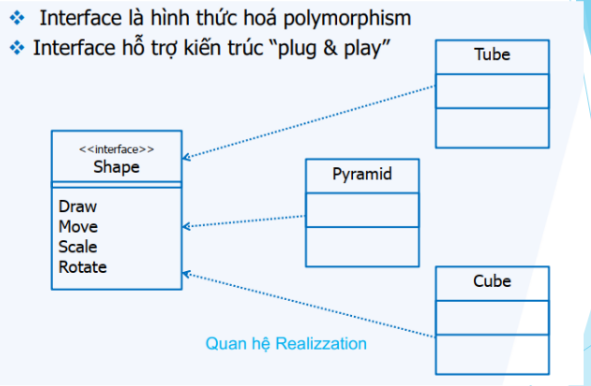 Interface là hình thức hoá polymorphism
Interface hỗ trợ kiến trúc “plug & play”
Tube
<<interface>>
Shape
Pyramid
Draw
Move
Scale
Rotate
Cube
Quan hệ Realizzation